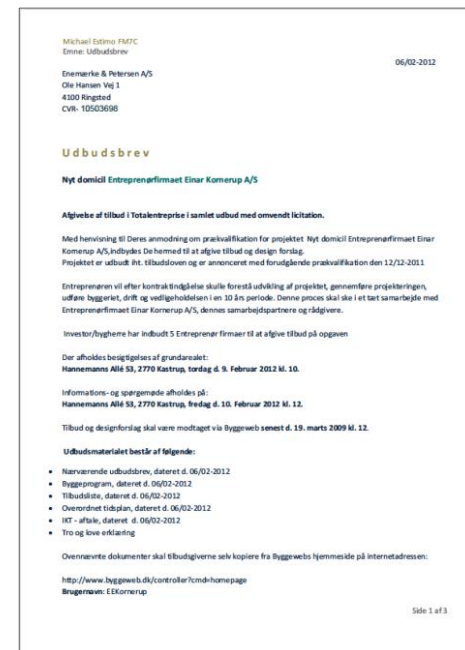 Michael Estimo FM7C
Emne: Udbudsbrev
06/02-2012
Enemærke & Petersen A/S
Ole Hansen Vej 1
4100 Ringsted
CVR- 10503698
Udbudsbrev
Nyt domicil Entreprenørfirmaet Einar Kornerup A/S
Afgivelse af tilbud i Totalentreprise i samlet udbud med omvendt licitation.
Med henvisning til Deres anmodning om prækvalifikation for projektet Nyt domicil Entreprenørfirmaet Einar
Kornerup A/S,indbydes De hermed til at afgive tilbud og design forslag.
Projektet er udbudt iht. tilbudsloven og er annonceret med forudgående prækvalifikation den 12/12-2011
Entreprenøren vil efter kontraktindgåelse skulle forestå udvikling af projektet, gennemføre projekteringen,
udføre byggeriet, drift og vedligeholdelsen i en 10 års periode. Denne proces skal ske i et tæt samarbejde med
Entreprenørfirmaet Einar Kornerup A/S, dennes samarbejdspartnere og rådgivere.
Investor/bygherre har indbudt 5 Entreprenør firmaer til at afgive tilbud på opgaven
Der afholdes besigtigelses af grundarealet:
Hannemanns Allé 53, 2770 Kastrup, tordag d. 9. Februar 2012 kl. 10.
Informations- og spørgemøde afholdes på:
Hannemanns Allé 53, 2770 Kastrup, fredag d. 10. Februar 2012 kl. 12.
Tilbud og designforslag skal være modtaget via Byggeweb senest d. 19. marts 2009 kl. 12.
Udbudsmaterialet består af følgende:
• Nærværende udbudsbrev, dateret d. 06/02-2012
• Byggeprogram, dateret d. 06/02-2012
• Tilbudsliste, dateret d. 06/02-2012
• Overordnet tidsplan, dateret d. 06/02-2012
• IKT - aftale, dateret d. 06/02-2012
• Tro og love erklæring
Ovennævnte dokumenter skal tilbudsgiverne selv kopiere fra Byggewebs hjemmeside på internetadressen:
http://www.byggeweb.dk/controller?cmd=homepage
Brugernavn: EEKornerup
Side 1 af 3